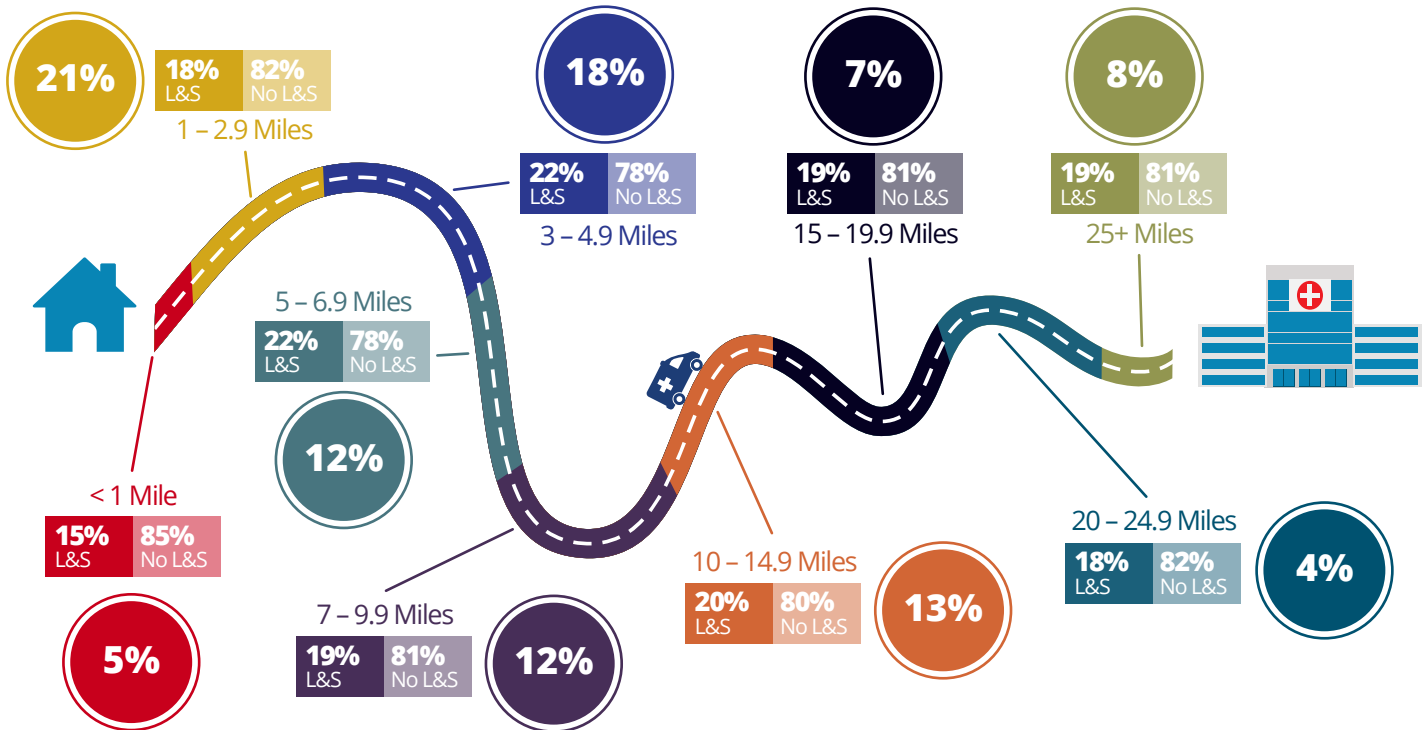 21%
18% 82%
L&S No L&S
1 – 2.9 Miles
18%
22% 78%
L&S No L&S
3 – 4.9 Miles
7%
19% 81%
L&S No L&S
15 – 19.9 Miles
8%
19% 81%
L&S No L&S
25+ Miles
5 – 6.9 Miles
22% 78%
L&S No L&S
12%
< 1 Mile
15% 85%
L&S No L&S
5%
7 – 9.9 Miles
19% 81%
L&S No L&S
12%
10 – 14.9 Miles
20% 80%
L&S No L&S
13%
20 – 24.9 Miles
18% 82%
L&S No L&S
4%